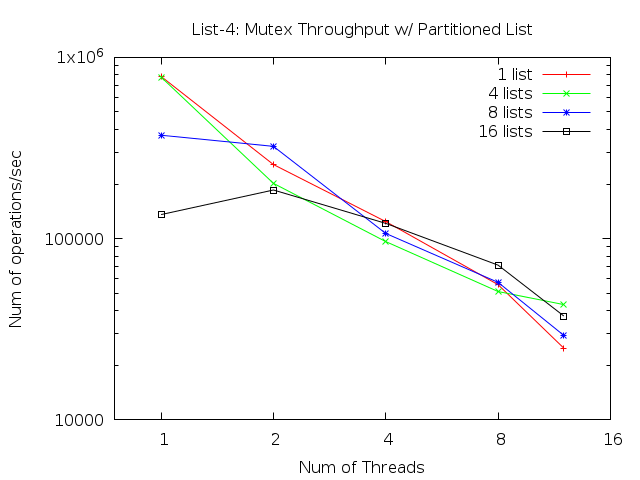 List-4: Mutex Throughput w/ Partitioned List
1x10^6
100000
10000
Num of operations/sec
1 list
4 lists
8 lists
16 lists
1 2 4 8 16
Num of Threads